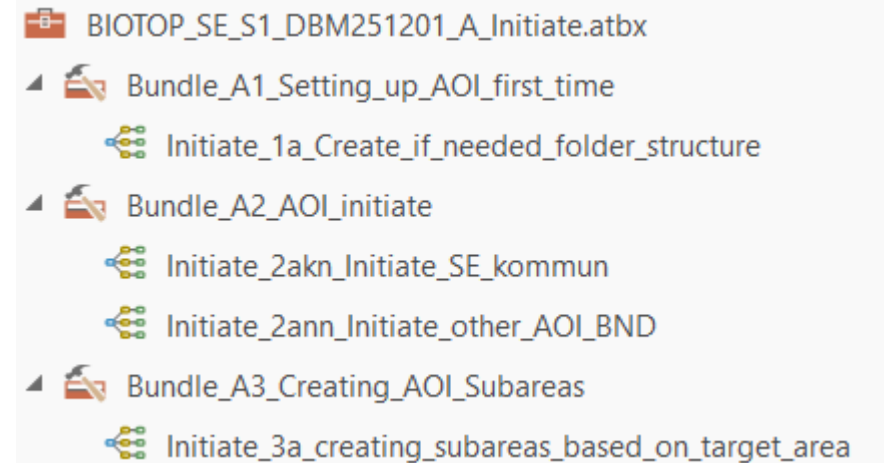 BIOTOP_SE_S1_DBM251201_A_Initiate.atbx
Bundle_A1_Setting_up_AOI_first_time
Initiate_1a_Create_if_needed_folder_structure
Bundle_A2_AOI_initiate
Initiate_2akn_Initiate_SE_kommun
Initiate_2ann_Initiate_other_AOI_BND
Bundle_A3_Creating_AOI_Subareas
Initiate_3a_creating_subareas_based_on_target_area